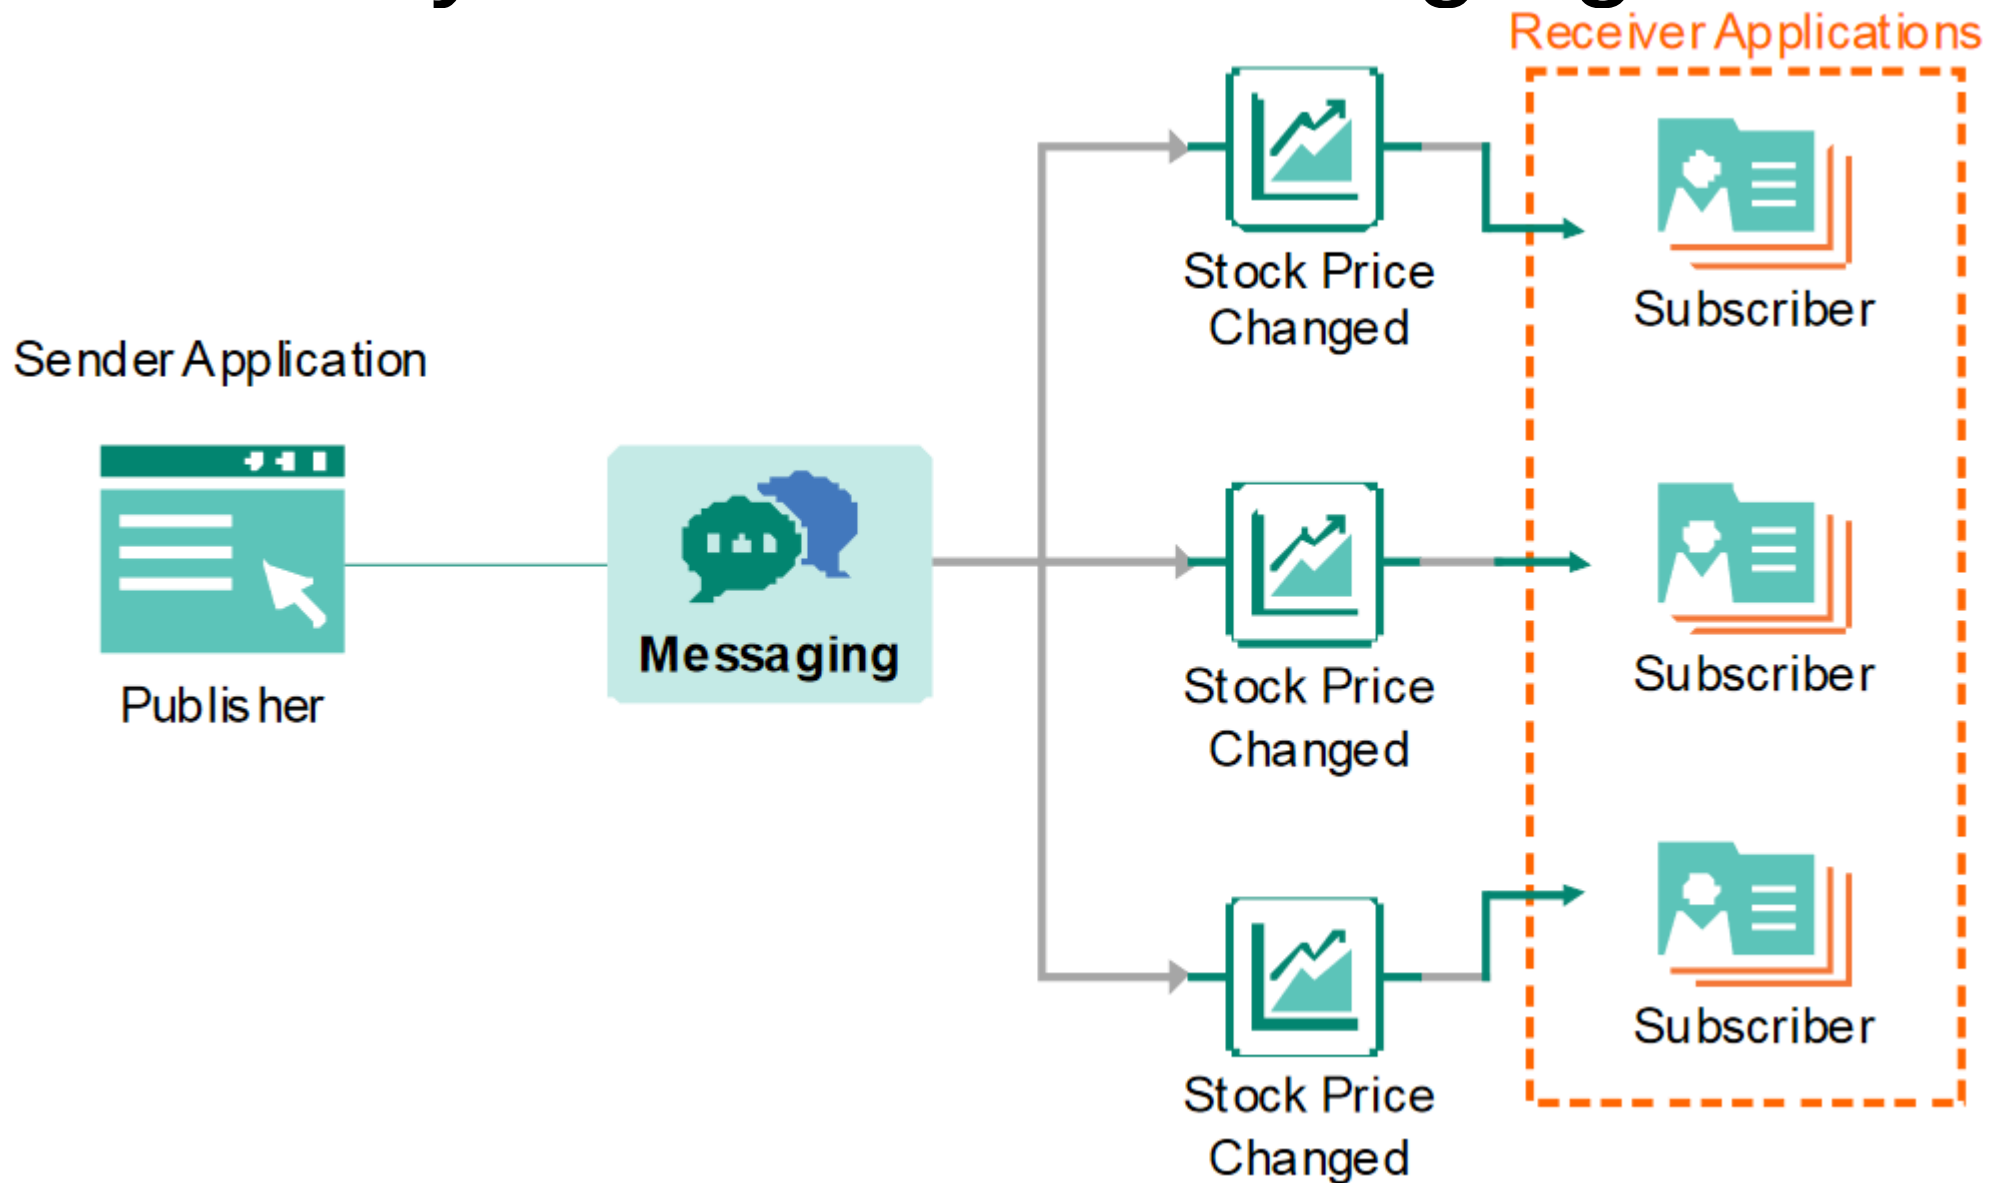 Receiver Applications
Stock Price
Changed
Subscriber
Sender Application
Publisher
Messaging
Stock Price
Changed
Subscriber
Stock Price
Changed
Subscriber